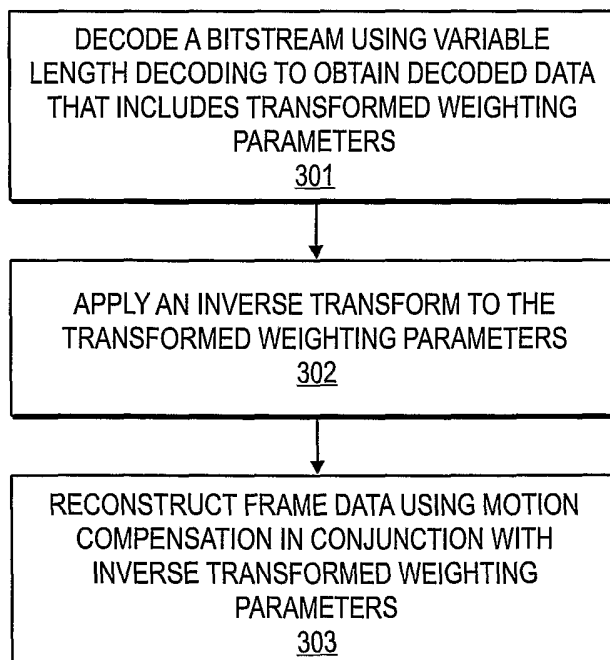 DECODE A BITSTREAM USING VARIABLE
LENGTH DECODING TO OBTAIN DECODED DATA
THAT INCLUDES TRANSFORMED WEIGHTING
PARAMETERS
301
APPLY AN INVERSE TRANSFORM TO THE
TRANSFORMED WEIGHTING PARAMETERS
302
RECONSTRUCT FRAME DATA USING MOTION
COMPENSATION IN CONJUNCTION WITH
INVERSE TRANSFORMED WEIGHTING
PARAMETERS
303